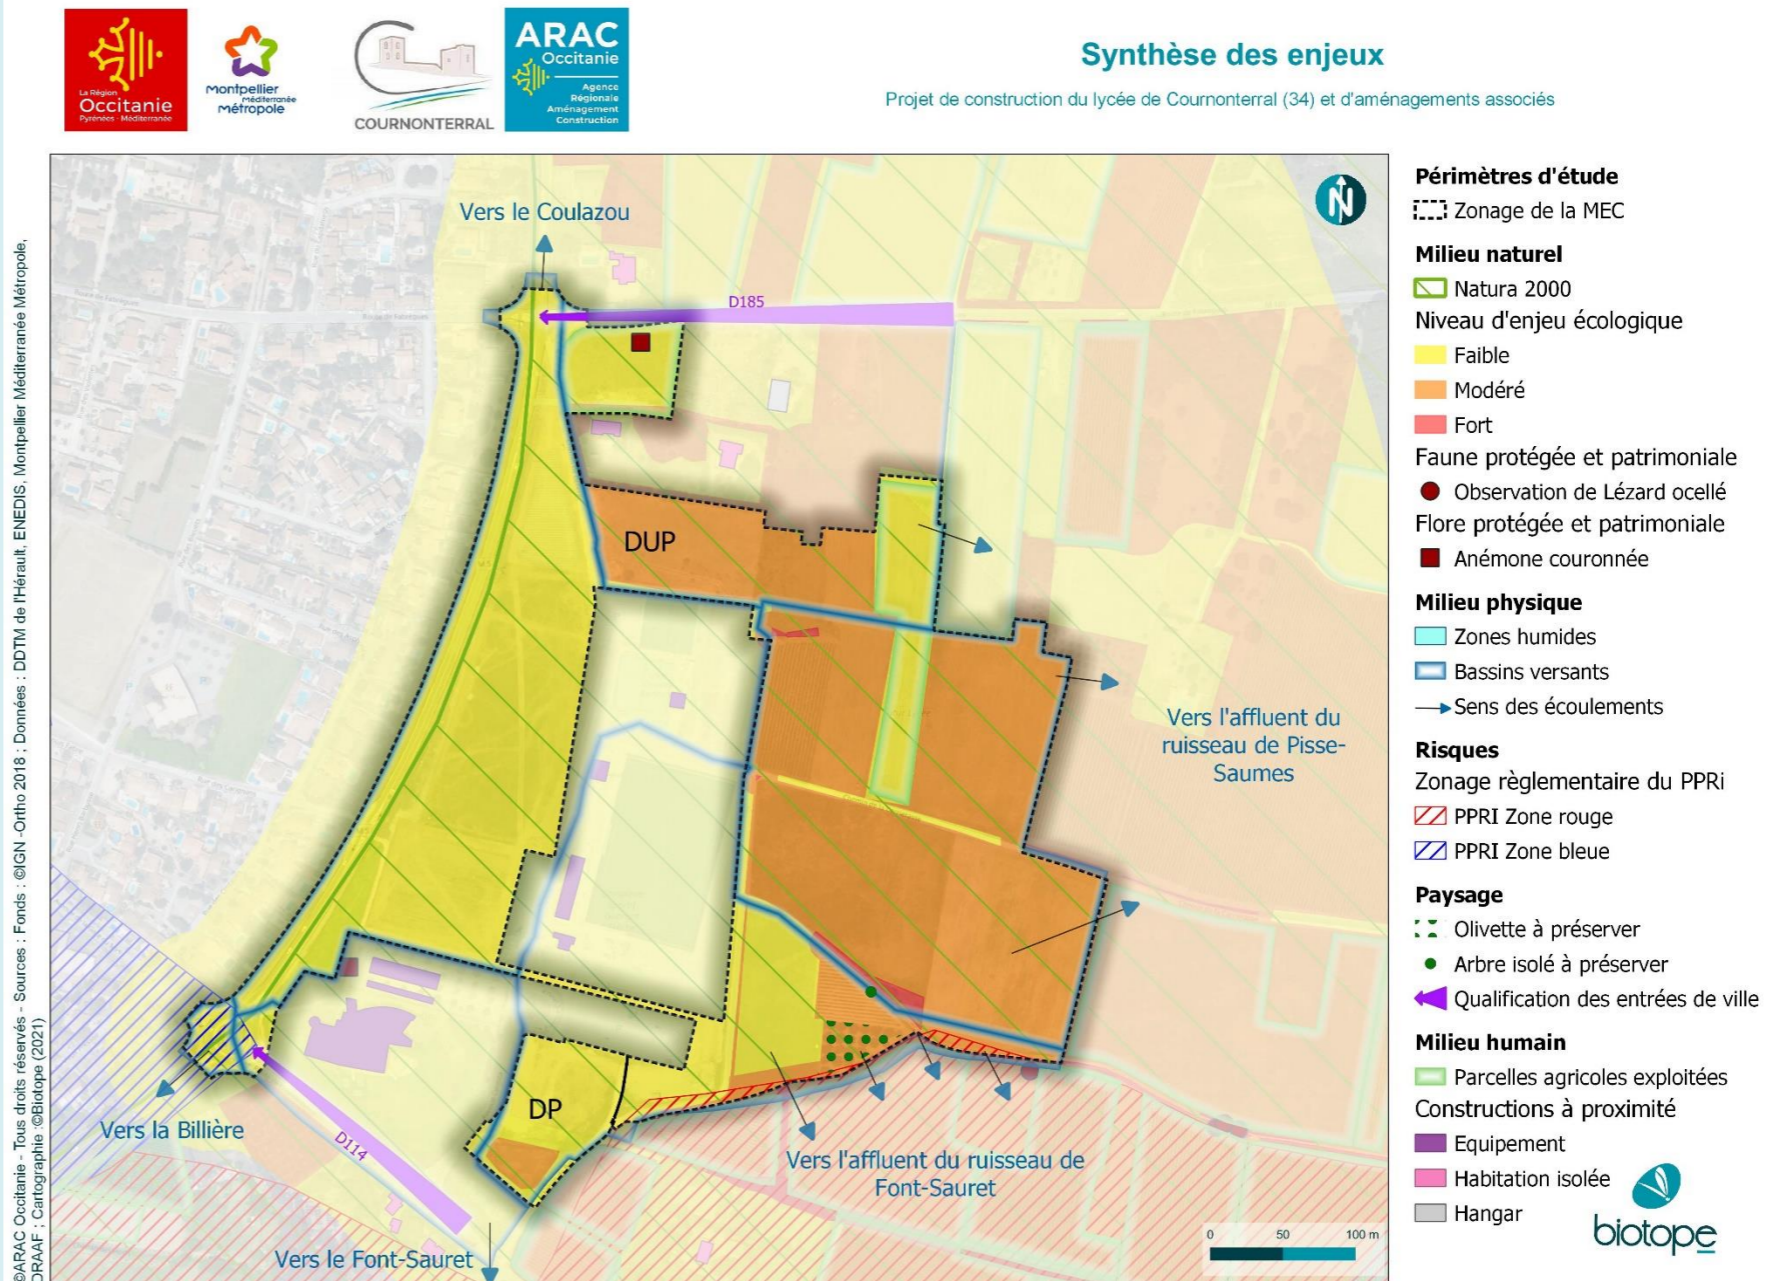 La Région
Occitanie
Pyrénées - Méditerranée
montpellier
méditerranée
métropole
COURNONTERRAL
ARAC
Occitanie
Agence
Régionale
Aménagement
Construction
Synthèse des enjeux
Projet de construction du lycée de Cournonterral (34) et d'aménagements associés
©ARAC Occitanie - Tous droits réservés - Sources : Fonds : ©IGN -Ortho 2018 ; Données : DDTM de l'Hérault, ENEDIS, Montpellier Méditerranée Métropole,
DRAAF ; Cartographie :©Biotope (2021)
Vers le Coulazou
N
D185
DUP
Vers l'affluent du
ruisseau de Pisse-
Saumes
DP
Vers la Billière
D114
Vers l'affluent du ruisseau de
Font-Sauret
Vers le Font-Sauret
0 50 100 m
Périmètres d'étude
Zonage de la MEC
Milieu naturel
Natura 2000
Niveau d'enjeu écologique
Faible
Modéré
Fort
Faune protégée et patrimoniale
Observation de Lézard ocellé
Flore protégée et patrimoniale
Anémone couronnée
Milieu physique
Zones humides
Bassins versants
Sens des écoulements
Risques
Zonage règlementaire du PPRi
PPRI Zone rouge
PPRI Zone bleue
Paysage
Olivette à préserver
Arbre isolé à préserver
Qualification des entrées de ville
Milieu humain
Parcelles agricoles exploitées
Constructions à proximité
Equipement
Habitation isolée
Hangar
biotope